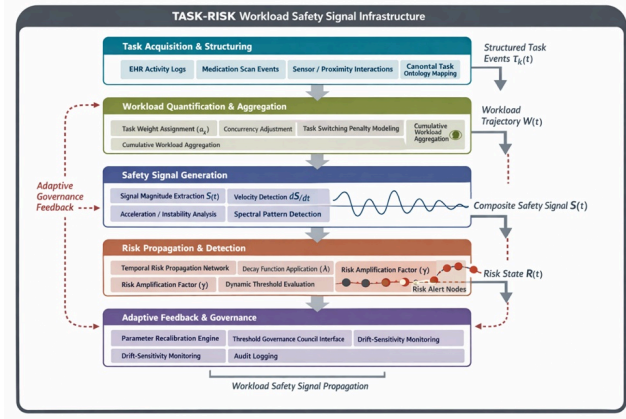 TASK-RISK Workload Safety Signal Infrastructure
Task Acquisition & Structuring
EHR Activity Logs
Medication Scan Events
Sensor / Proximity Interactions
Canontal Task
Ontology Mapping
Structured Task
Events τk(t)
Workload Quantification & Aggregation
Task Weight Assignment (αy)
Concurrency Adjustment
Task Switching Penalty Modeling
Cumulative
Workload
Aggregation
Cumulative Workload Aggregation
Workload
Trajectory W(t)
Adaptive
Governance
Feedback
Safety Signal Generation
Signal Magnitude Extraction S(t)
Velocity Detection dS/dt
Acceleration / Instability Analysis
Spectral Pattern Detection
Composite Safety Signal S(t)
Risk Propagation & Detection
Temporal Risk Propagation Network
Decay Function Application (λ)
Risk Amplification Factor (γ)
Risk Amplification Factor (γ)
Dynamic Threshold Evaluation
Risk Alert Nodes
Risk State R(t)
Adaptive Feedback & Governance
Parameter Recalibration Engine
Threshold Governance Council Interface
Drift-Sensitivity Monitoring
Drift-Sensitivity Monitoring
Audit Logging
Workload Safety Signal Propagation